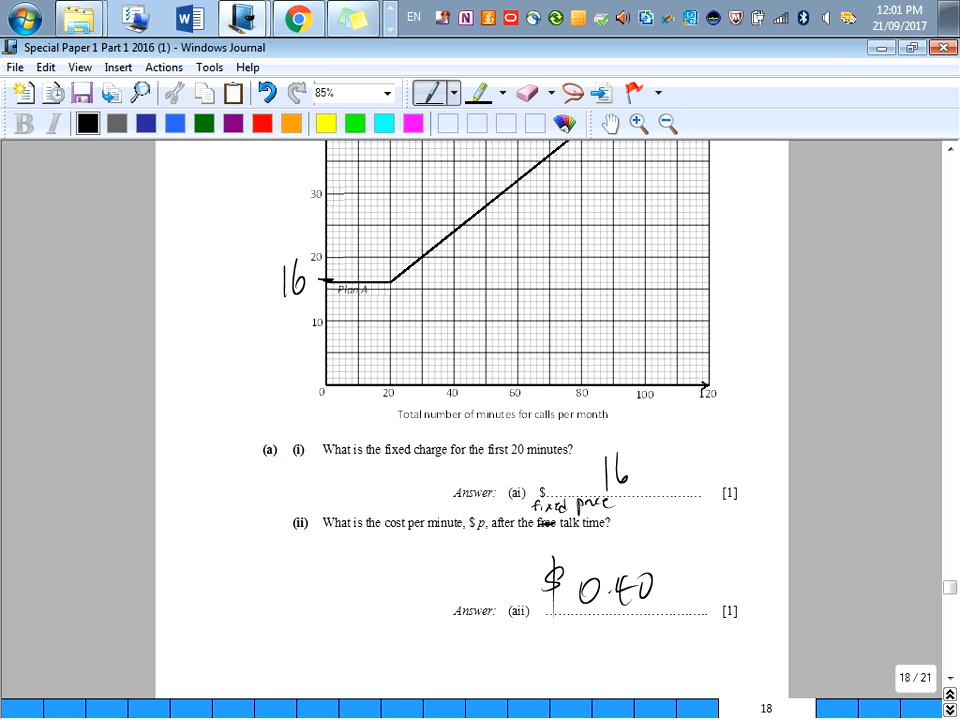 EN
12:01 PM
21/09/2017
Special Paper 1 Part 1 2016 (1) - Windows Journal
File Edit View Insert Actions Tools Help
85%
B I
30
20
16
Plan A
10
0 20 40 60 80 100 120
Total number of minutes for calls per month
(a) (i) What is the fixed charge for the first 20 minutes?
16
Answer: (ai) $ [1]
fixed price
(ii) What is the cost per minute, $ p, after the free talk time?
$ 0.40
Answer: (aii) [1]
18 / 21
18